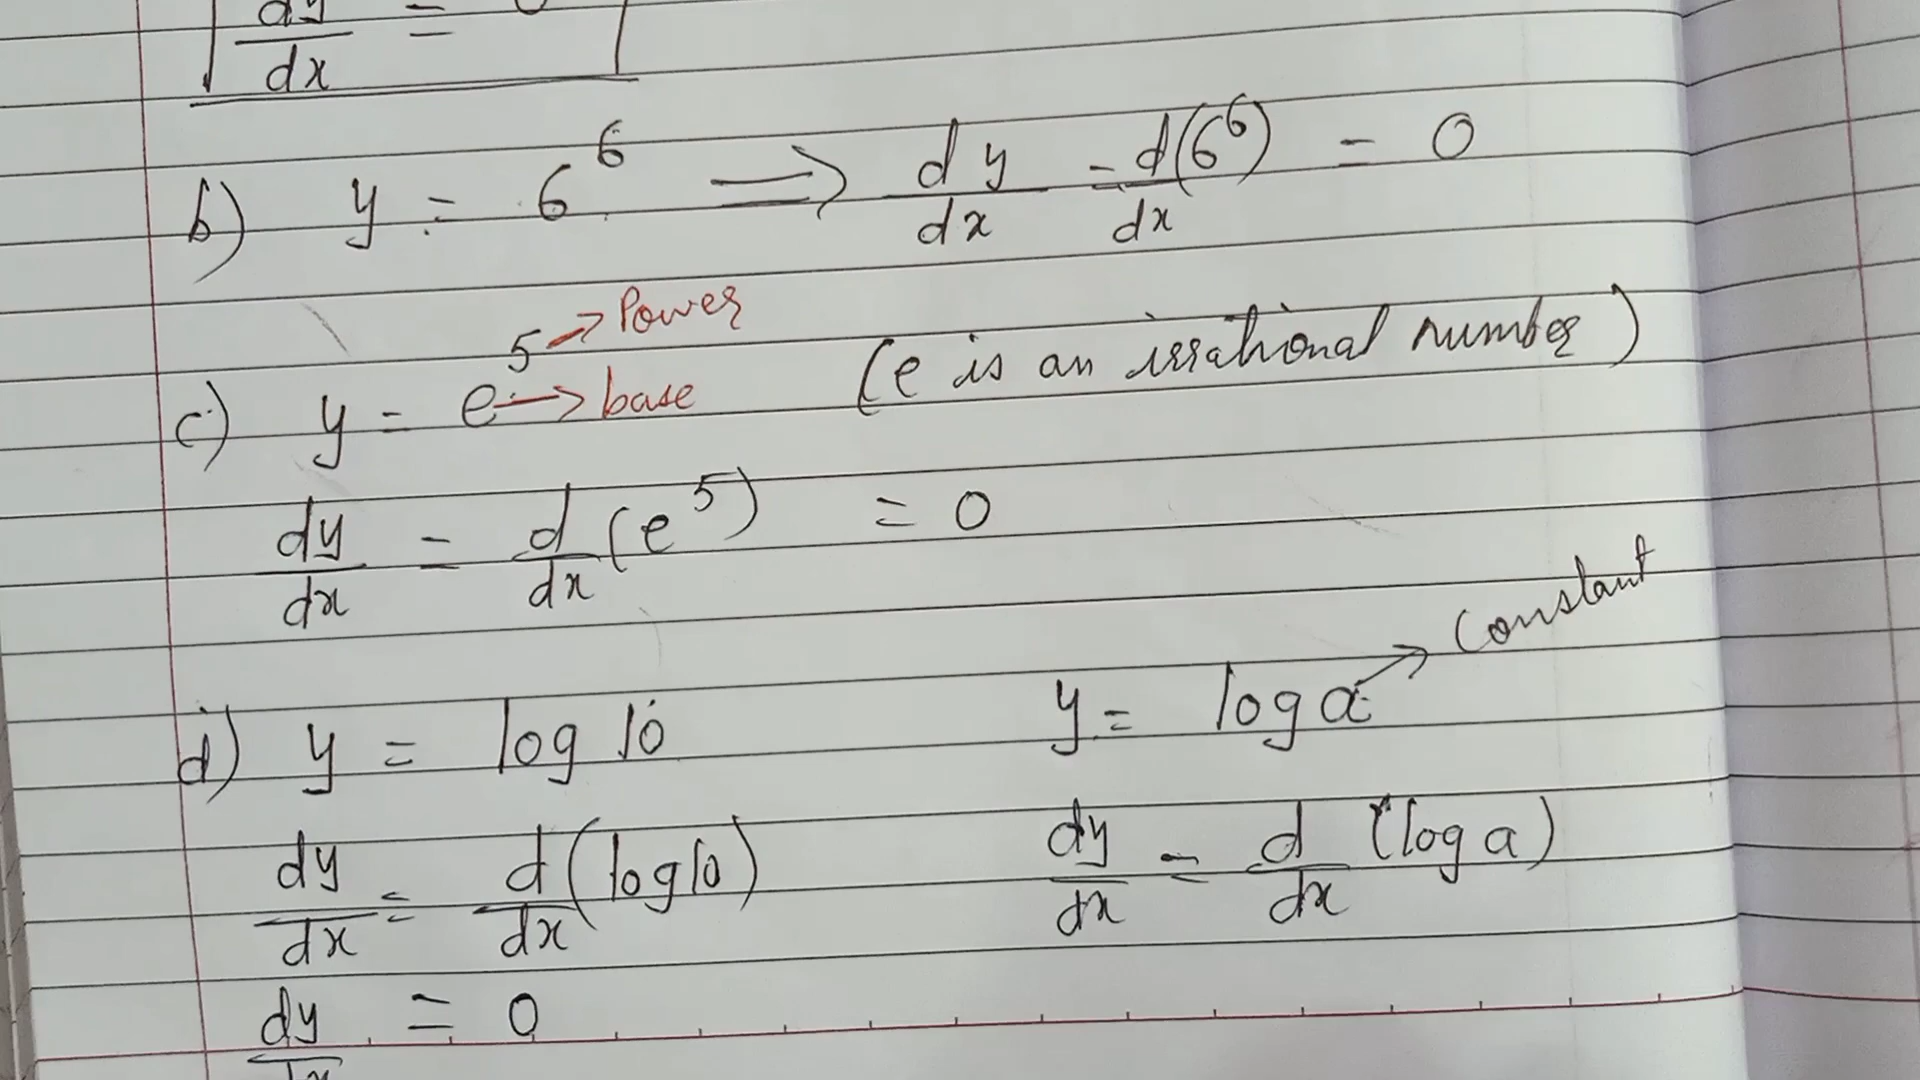 dy/dx = 0
b) y = 6^6 ⟹ dy/dx = d(6^6)/dx = 0
c) y = e^5 → Power → base (e is an irrational number)
dy/dx = d/dx (e^5) = 0
d) y = log 10 y = log a → Constant
dy/dx = d/dx (log 10) dy/dx = d/dx (log a)
dy/dx = 0